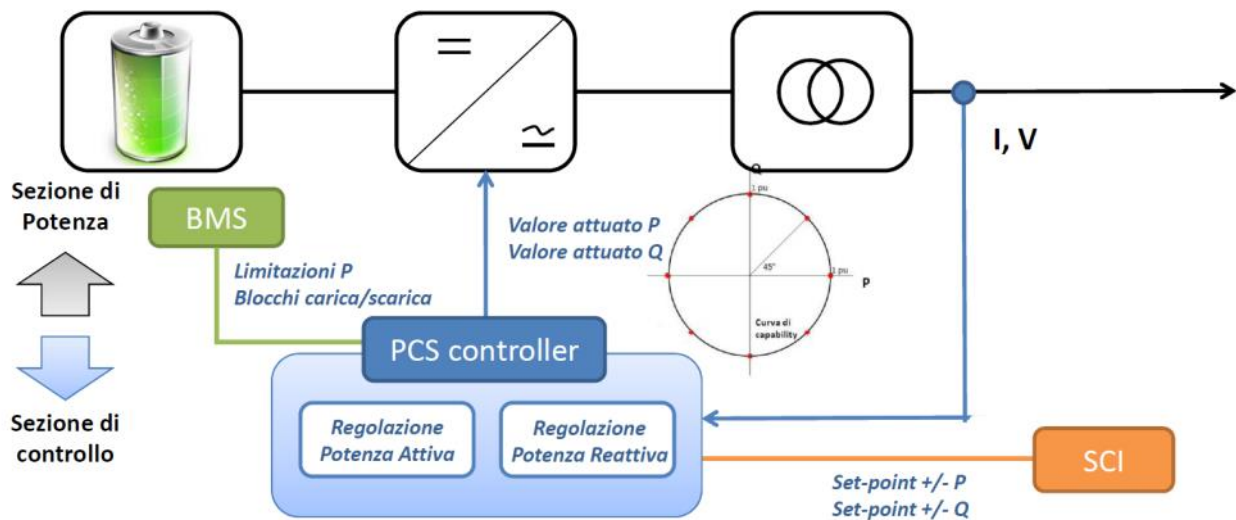 I, V
Sezione di
Potenza
BMS
Valore attuato P
Valore attuato Q
Q
1 pu
45°
1 pu
P
Curva di
capability
Limitazioni P
Blocchi carica/scarica
PCS controller
Sezione di
controllo
Regolazione
Potenza Attiva
Regolazione
Potenza Reattiva
SCI
Set-point +/- P
Set-point +/- Q